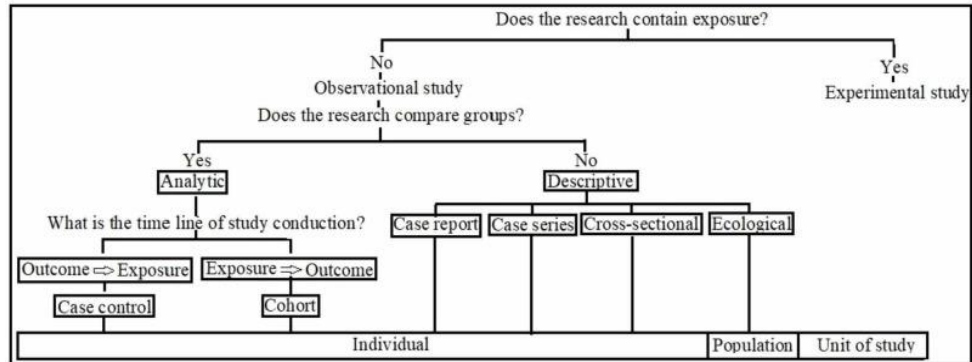 Does the research contain exposure?
No
Yes
Observational study
Experimental study
Does the research compare groups?
Yes
No
Analytic
Descriptive
What is the time line of study conduction?
Case report
Case series
Cross-sectional
Ecological
Outcome ⇨ Exposure
Exposure ⇨ Outcome
Case control
Cohort
Individual
Population
Unit of study